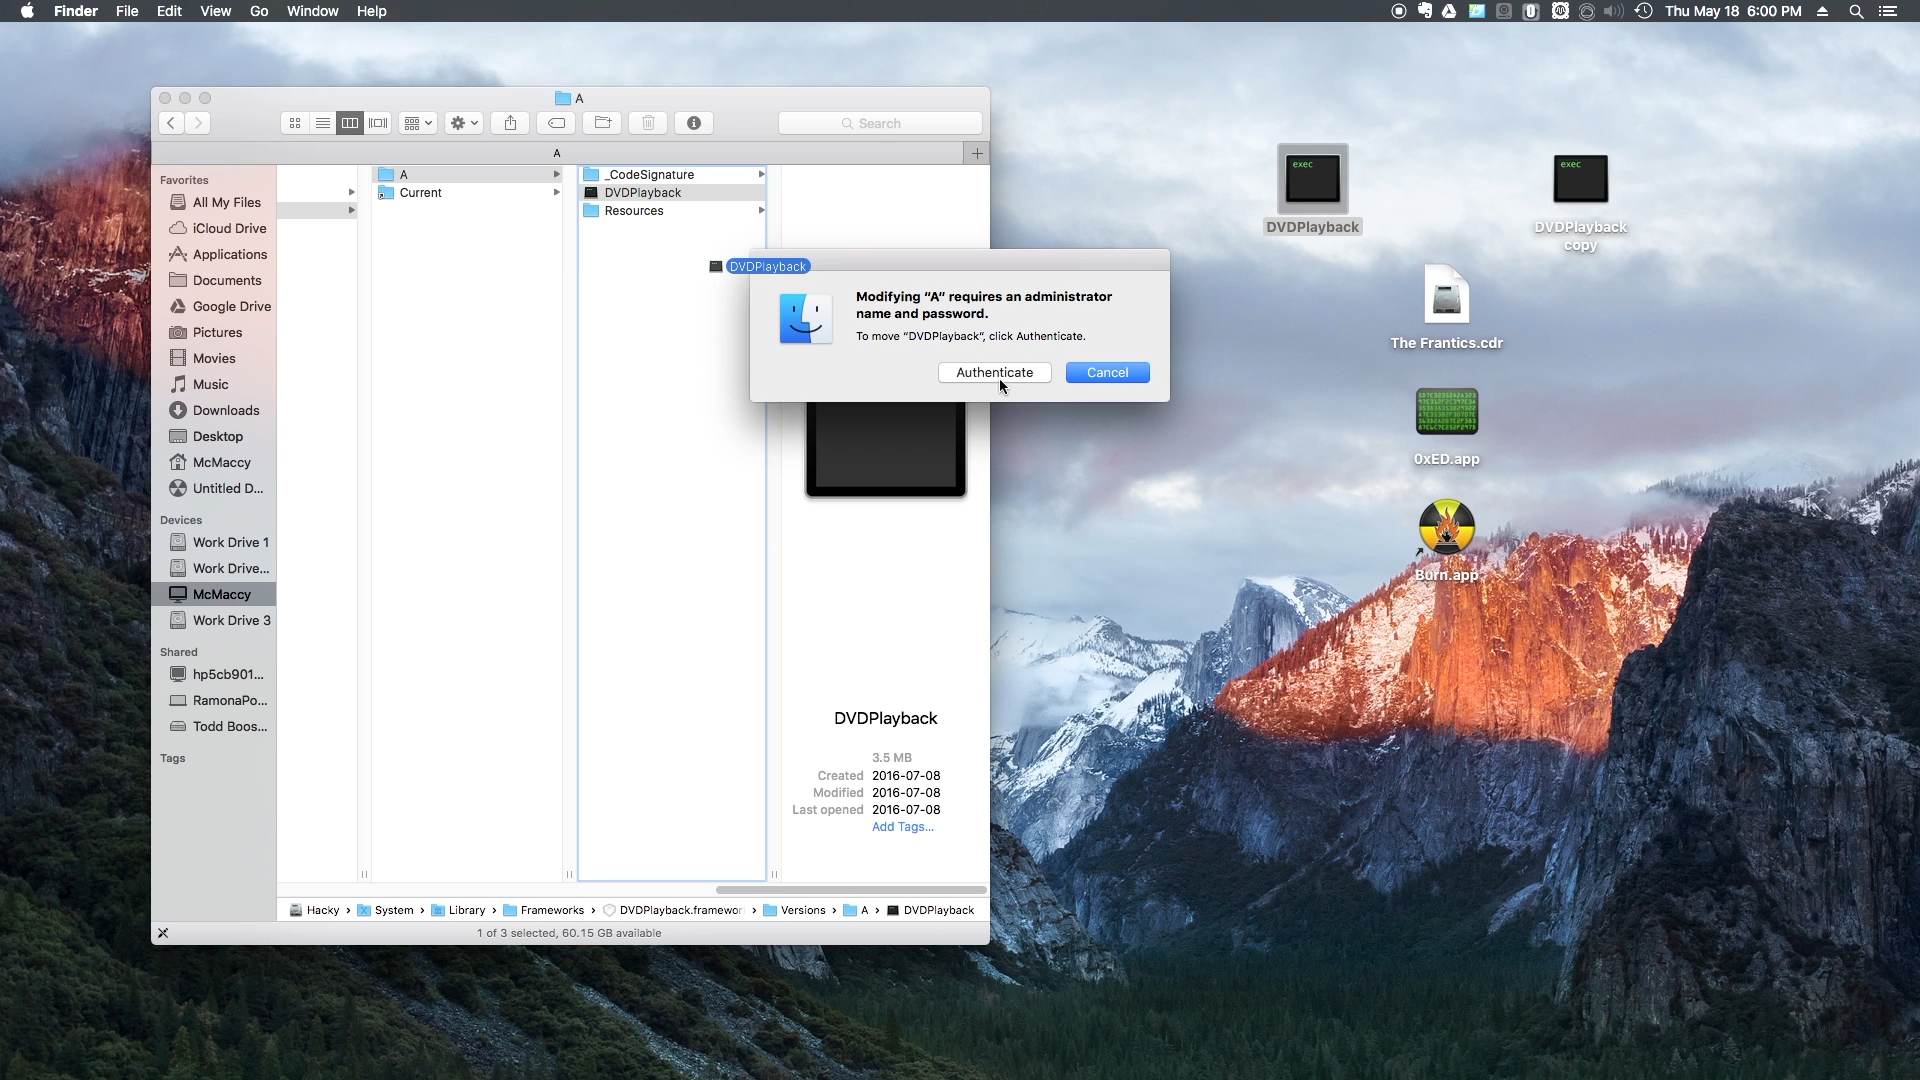 Finder File Edit View Go Window Help
Thu May 18 6:00 PM
A
Search
A
Favorites
All My Files
iCloud Drive
Applications
Documents
Google Drive
Pictures
Movies
Music
Downloads
Desktop
McMaccy
Untitled D...
Devices
Work Drive 1
Work Drive...
McMaccy
Work Drive 3
Shared
hp5cb901...
RamonaPo...
Todd Boos...
Tags
A
Current
_CodeSignature
DVDPlayback
Resources
DVDPlayback
Modifying “A” requires an administrator
name and password.
To move “DVDPlayback”, click Authenticate.
Authenticate
Cancel
DVDPlayback
3.5 MB
Created 2016-07-08
Modified 2016-07-08
Last opened 2016-07-08
Add Tags...
Hacky › System › Library › Frameworks › DVDPlayback.framewor › Versions › A › DVDPlayback
1 of 3 selected, 60.15 GB available
exec
DVDPlayback
exec
DVDPlayback
copy
The Frantics.cdr
0xED.app
Burn.app